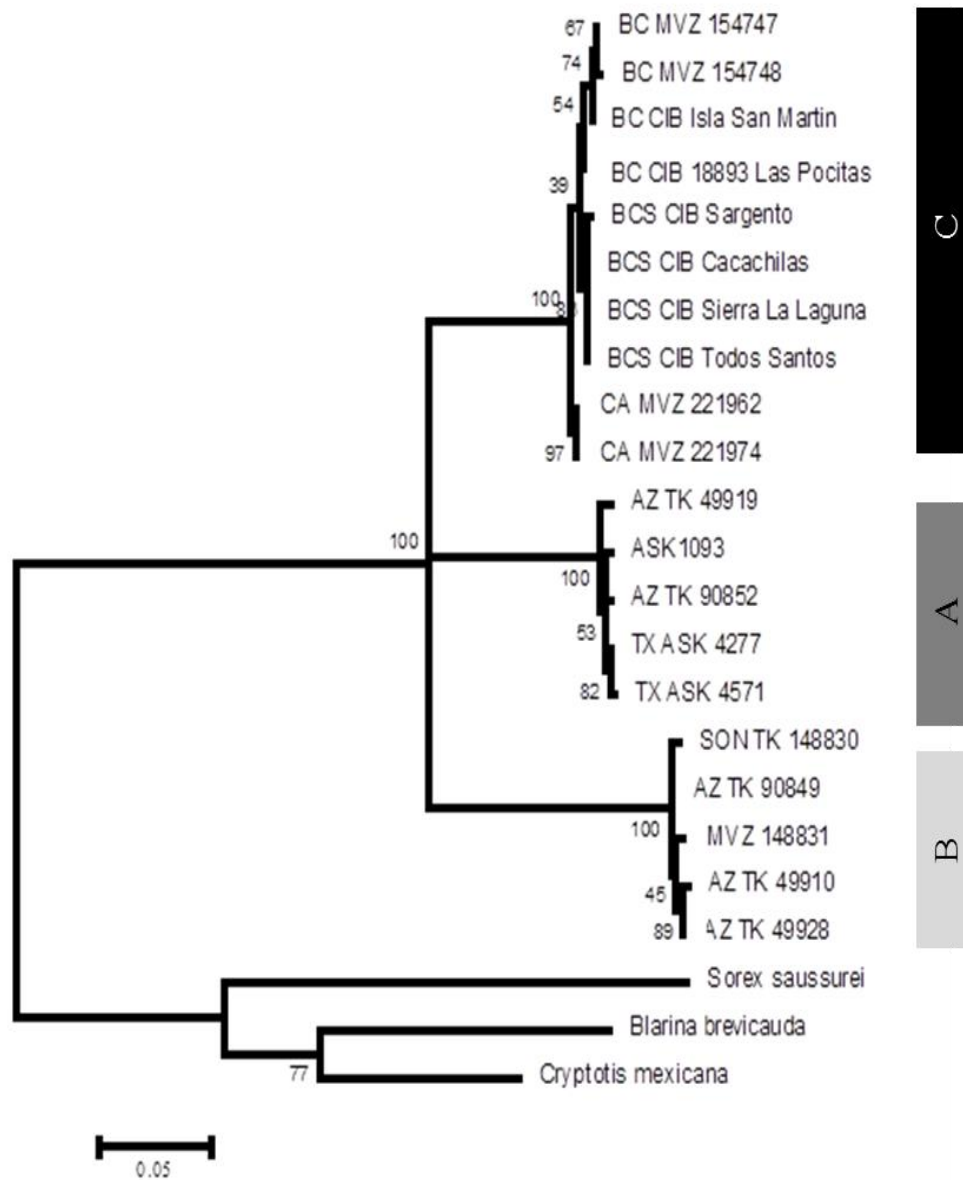 67
BC MVZ 154747
74
BC MVZ 154748
54
BC CIB Isla San Martin
BC CIB 18893 Las Pocitas
39
BCS CIB Sargento
BCS CIB Cacachilas
100
BCS CIB Sierra La Laguna
BCS CIB Todos Santos
CA MVZ 221962
97
CA MVZ 221974
C
AZ TK 49919
100
ASK1093
100
AZ TK 90852
53
TX ASK 4277
82
TX ASK 4571
A
SON TK 148830
AZ TK 90849
100
MVZ 148831
45
AZ TK 49910
89
AZ TK 49928
B
Sorex saussurei
Blarina brevicauda
77
Cryptotis mexicana
0.05